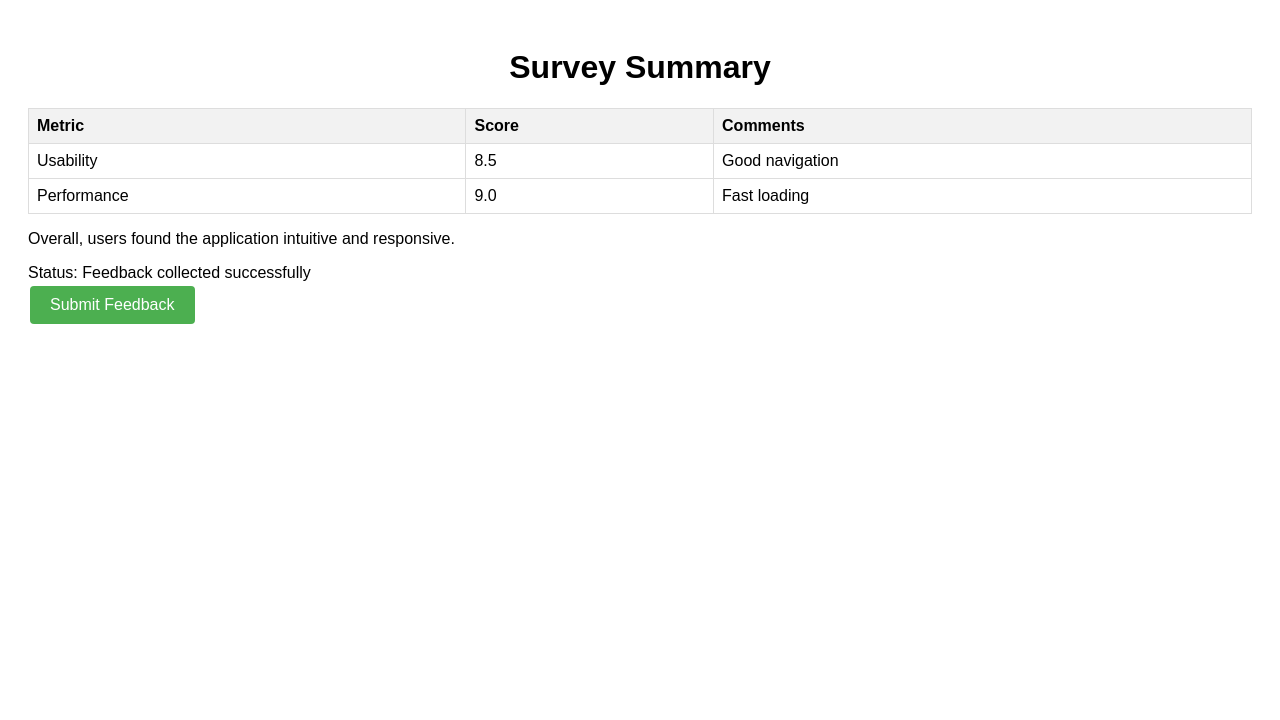 Survey Summary
Metric Score Comments
Usability 8.5 Good navigation
Performance 9.0 Fast loading
Overall, users found the application intuitive and responsive.
Status: Feedback collected successfully
Submit Feedback